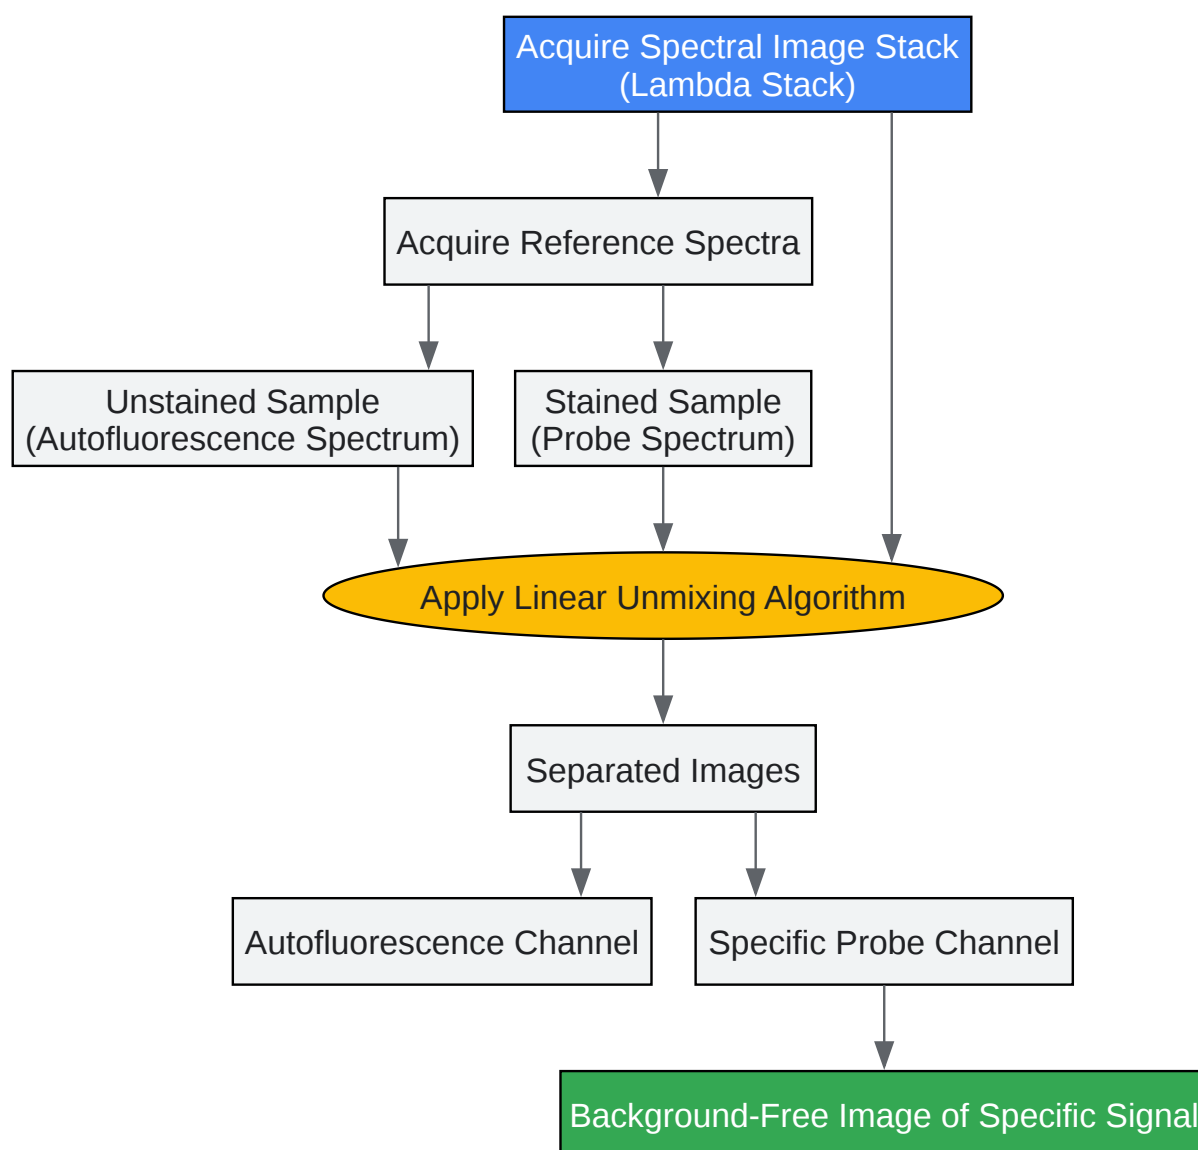 Acquire Spectral Image Stack
(Lambda Stack)
Acquire Reference Spectra
Unstained Sample
(Autofluorescence Spectrum)
Stained Sample
(Probe Spectrum)
Apply Linear Unmixing Algorithm
Separated Images
Autofluorescence Channel
Specific Probe Channel
Background-Free Image of Specific Signal